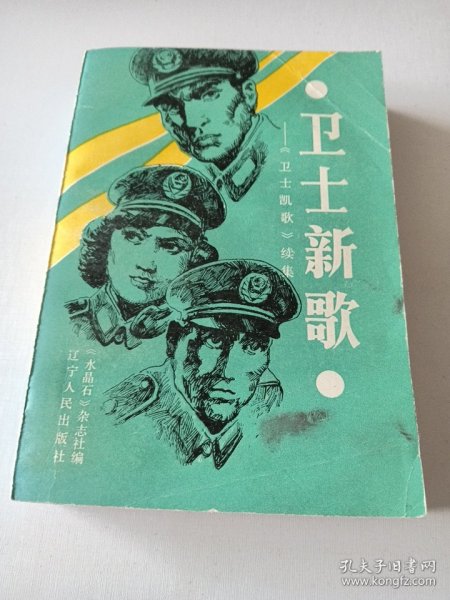 卫士新歌
——《卫士凯歌》续集
《水晶石》杂志社编
辽宁人民出版社
孔夫子旧书网
www.kongfz.com